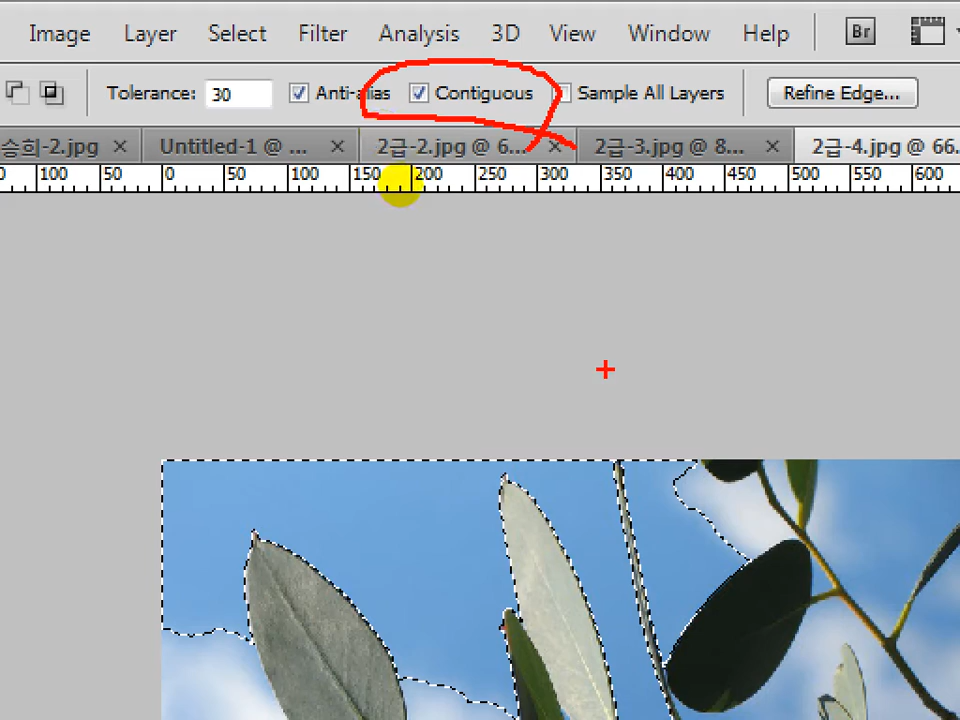 Image Layer Select Filter Analysis 3D View Window Help Br
Tolerance: 30 Anti-alias Contiguous Sample All Layers Refine Edge...
승희-2.jpg × Untitled-1 @ ... × 2급-2.jpg @ 6... × 2급-3.jpg @ 8... × 2급-4.jpg @ 66.
100 50 0 50 100 150 200 250 300 350 400 450 500 550 600